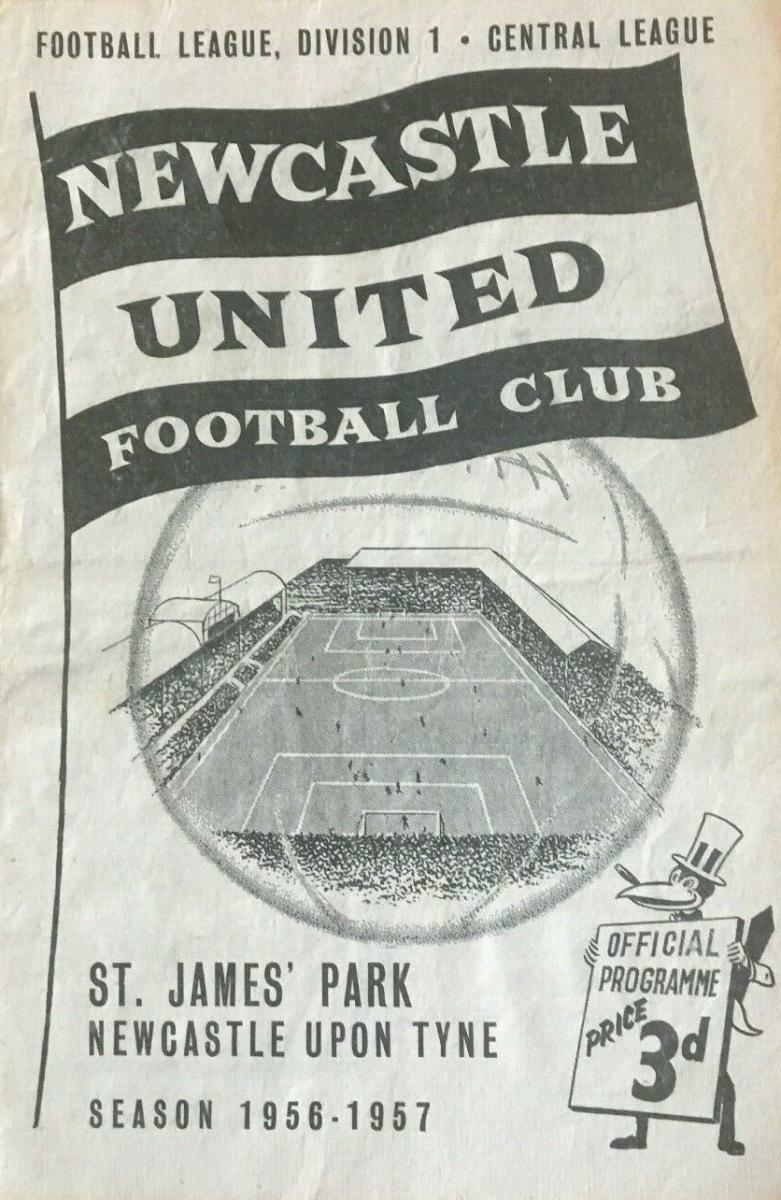 FOOTBALL LEAGUE, DIVISION 1 • CENTRAL LEAGUE
NEWCASTLE
UNITED
FOOTBALL CLUB
ST. JAMES' PARK
NEWCASTLE UPON TYNE
SEASON 1956-1957
OFFICIAL
PROGRAMME
PRICE
3d